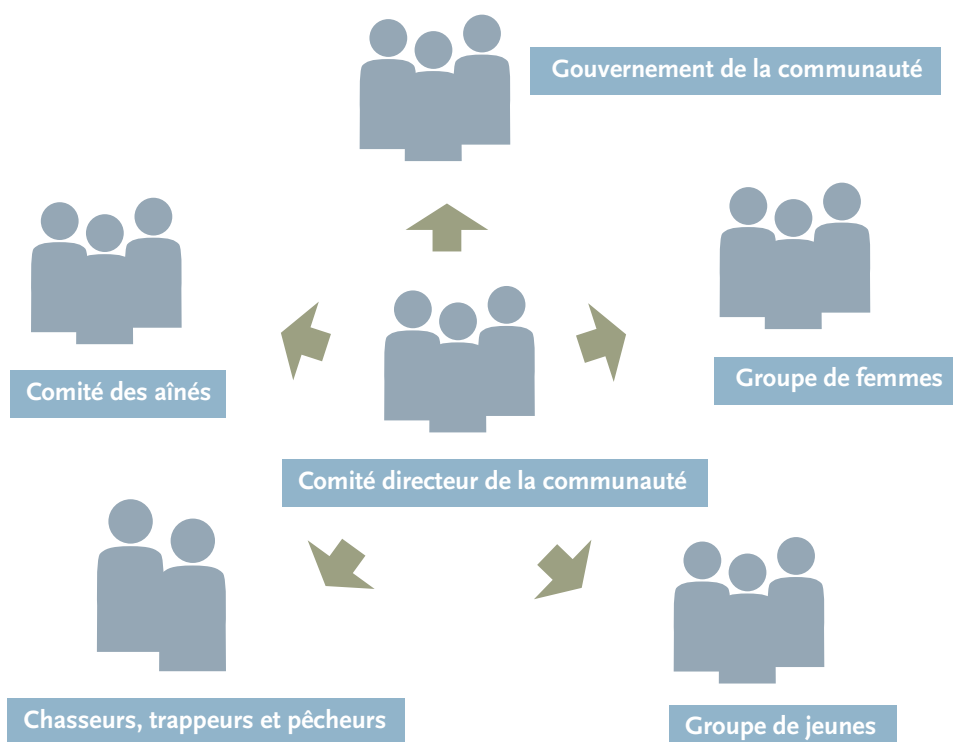 Gouvernement de la communauté
Comité des aînés
Groupe de femmes
Comité directeur de la communauté
Chasseurs, trappeurs et pêcheurs
Groupe de jeunes